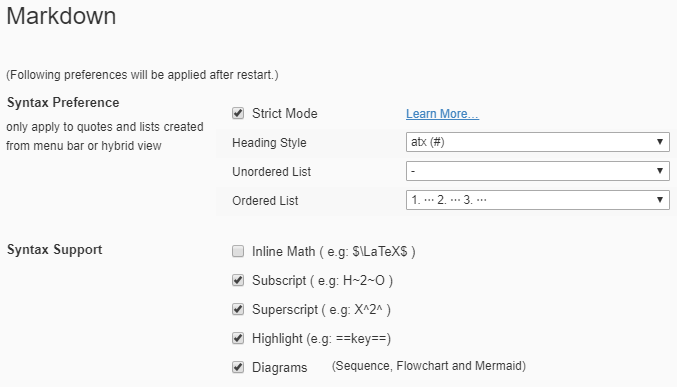 Markdown
(Following preferences will be applied after restart.)
Syntax Preference
only apply to quotes and lists created
from menu bar or hybrid view
Strict Mode
Learn More...
Heading Style
atx (#)
Unordered List
-
Ordered List
1. ··· 2. ··· 3. ···
Syntax Support
Inline Math ( e.g: $\LaTeX$ )
Subscript ( e.g: H~2~O )
Superscript ( e.g: X^2^ )
Highlight (e.g: ==key==)
Diagrams (Sequence, Flowchart and Mermaid)